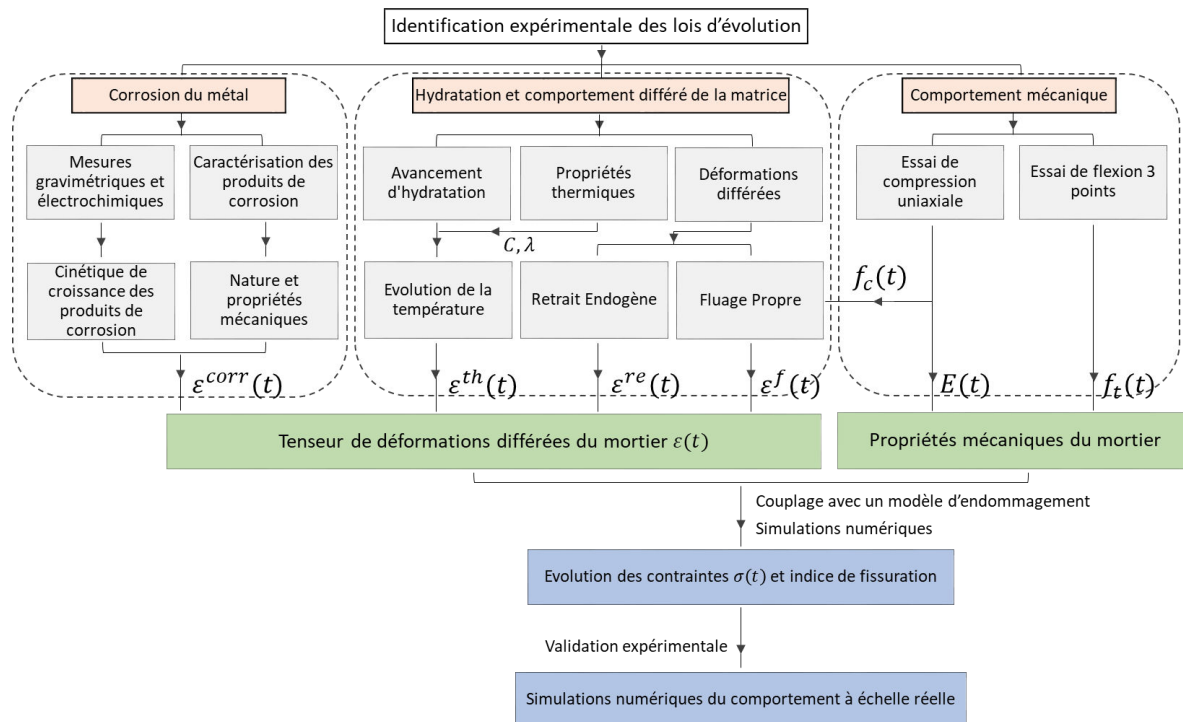 Identification expérimentale des lois d'évolution
Corrosion du métal
Hydratation et comportement différé de la matrice
Comportement mécanique
Mesures
gravimétriques et
électrochimiques
Caractérisation des
produits de
corrosion
Avancement
d'hydratation
Propriétés
thermiques
Déformations
différées
Essai de
compression
uniaxiale
Essai de flexion 3
points
C, λ
Cinétique de
croissance des
produits de
corrosion
Nature et
propriétés
mécaniques
Evolution de la
température
Retrait Endogène
Fluage Propre
f_c(t)
ε^{corr}(t)
ε^{th}(t)
ε^{re}(t)
ε^f(t)
E(t)
f_t(t)
Tenseur de déformations différées du mortier ε(t)
Propriétés mécaniques du mortier
Couplage avec un modèle d'endommagement
Simulations numériques
Evolution des contraintes σ(t) et indice de fissuration
Validation expérimentale
Simulations numériques du comportement à échelle réelle